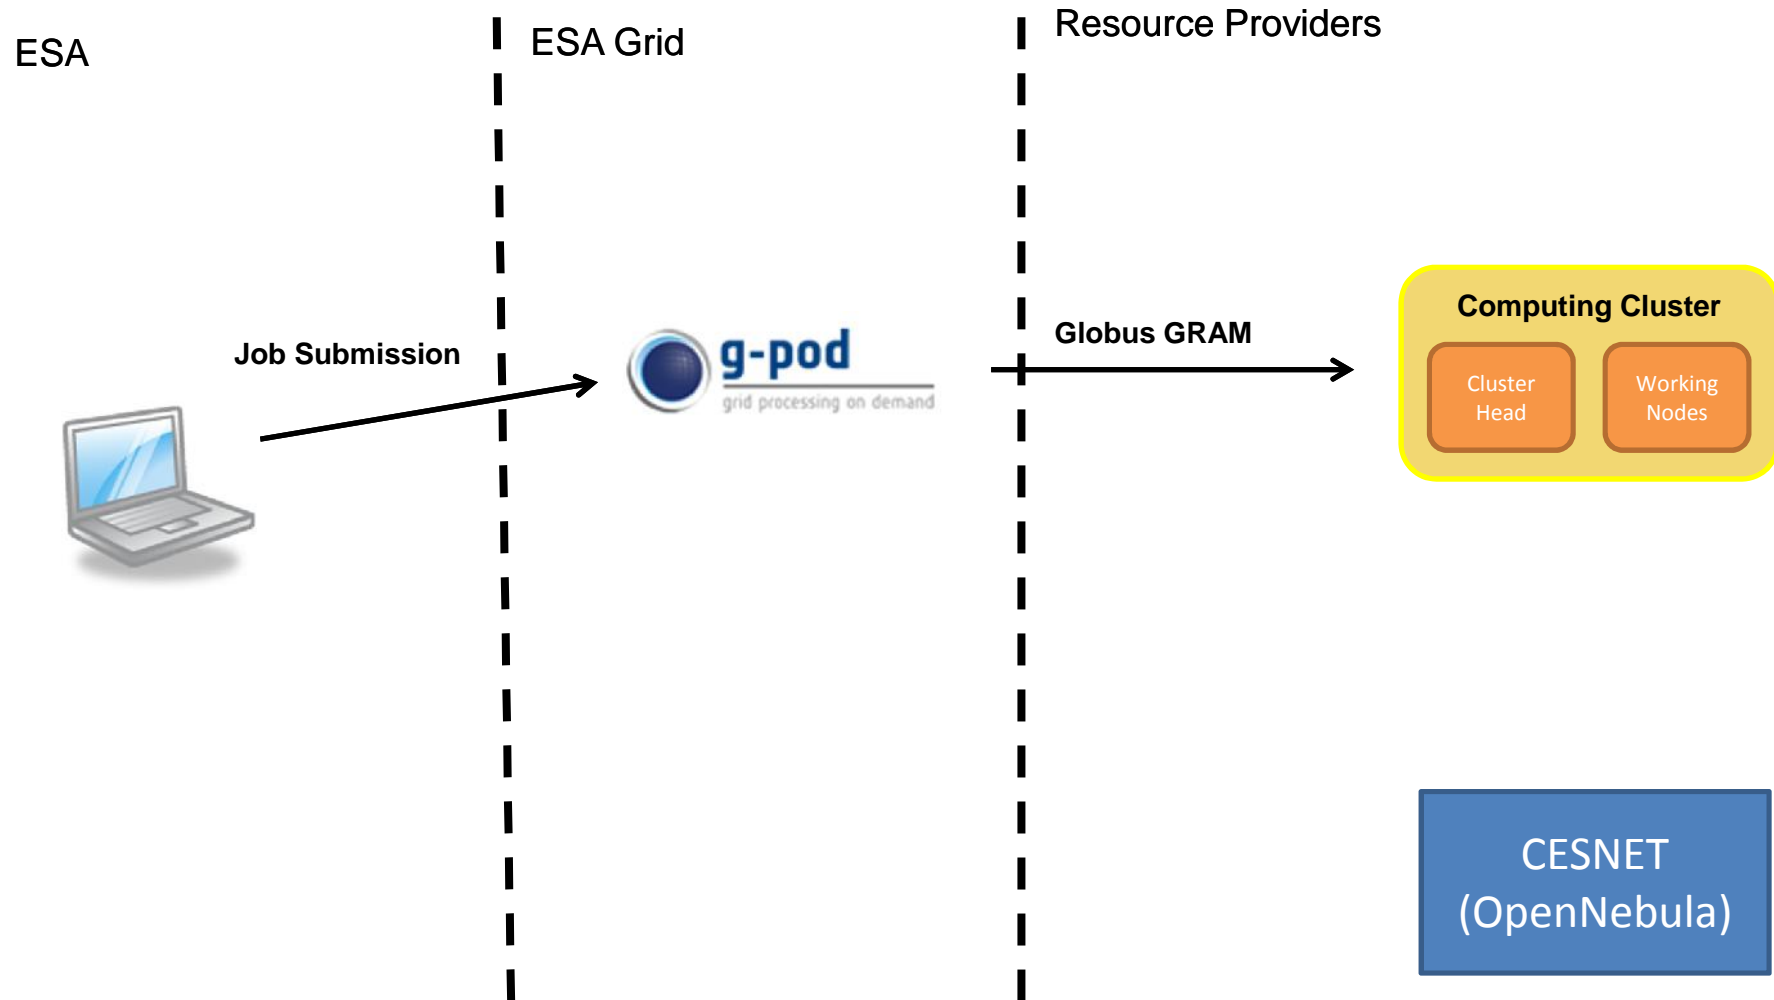 ESA
ESA Grid
Resource Providers
Job Submission
g-pod
grid processing on demand
Globus GRAM
Computing Cluster
Cluster
Head
Working
Nodes
CESNET
(OpenNebula)